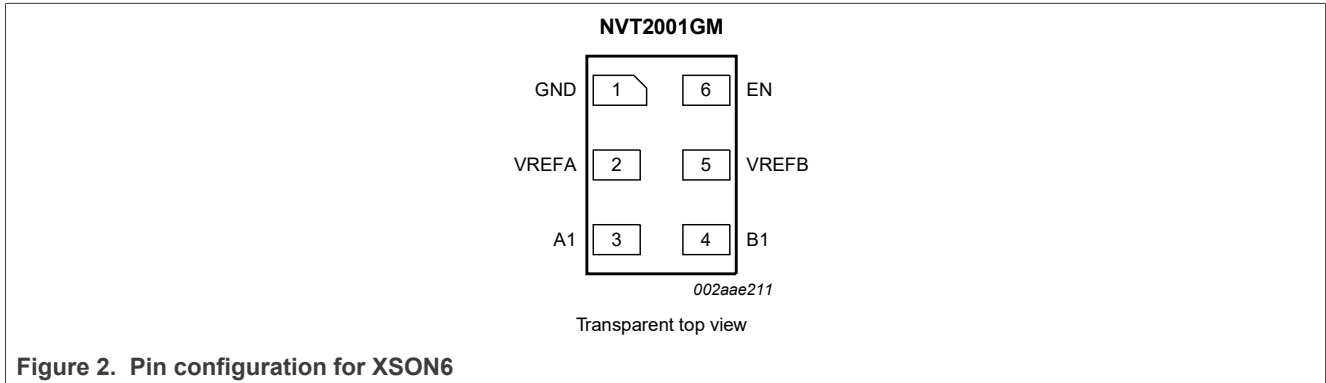 NVT2001GM
GND 1 6 EN
VREFA 2 5 VREFB
A1 3 4 B1
002aae211
Transparent top view
Figure 2. Pin configuration for XSON6